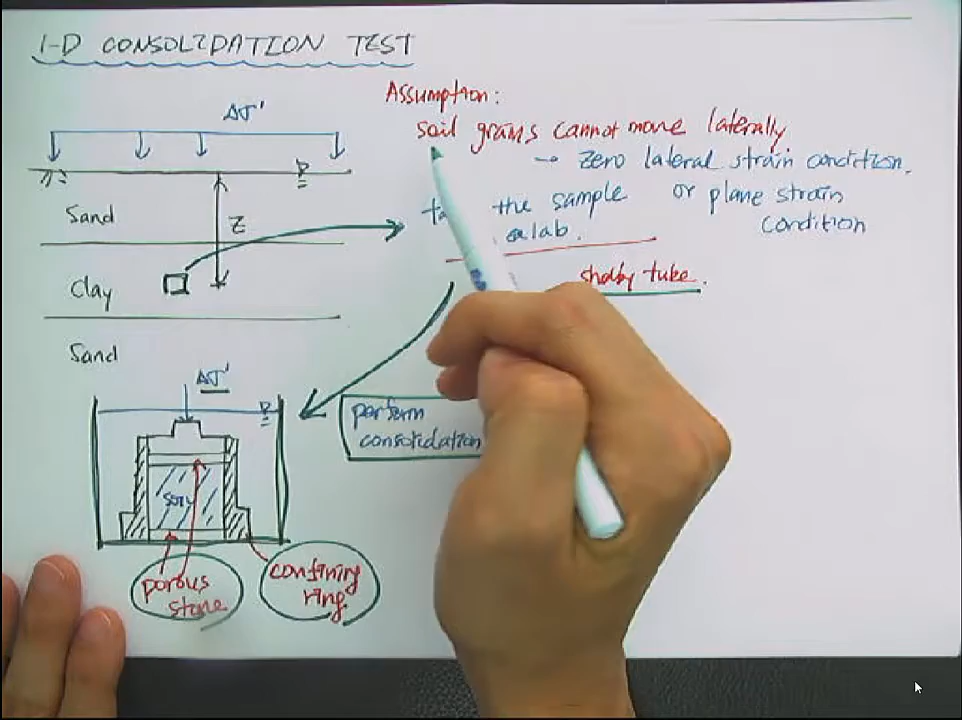 1-D CONSOLIDATION TEST
Δσ'
Assumption:
soil grains cannot move laterally
→ zero lateral strain condition.
the sample
or plane strain
condition
a lab.
Sand
z
Clay
shelby tube.
Sand
Δσ'
perform
consolidation
soil
porous
stone
confining
ring